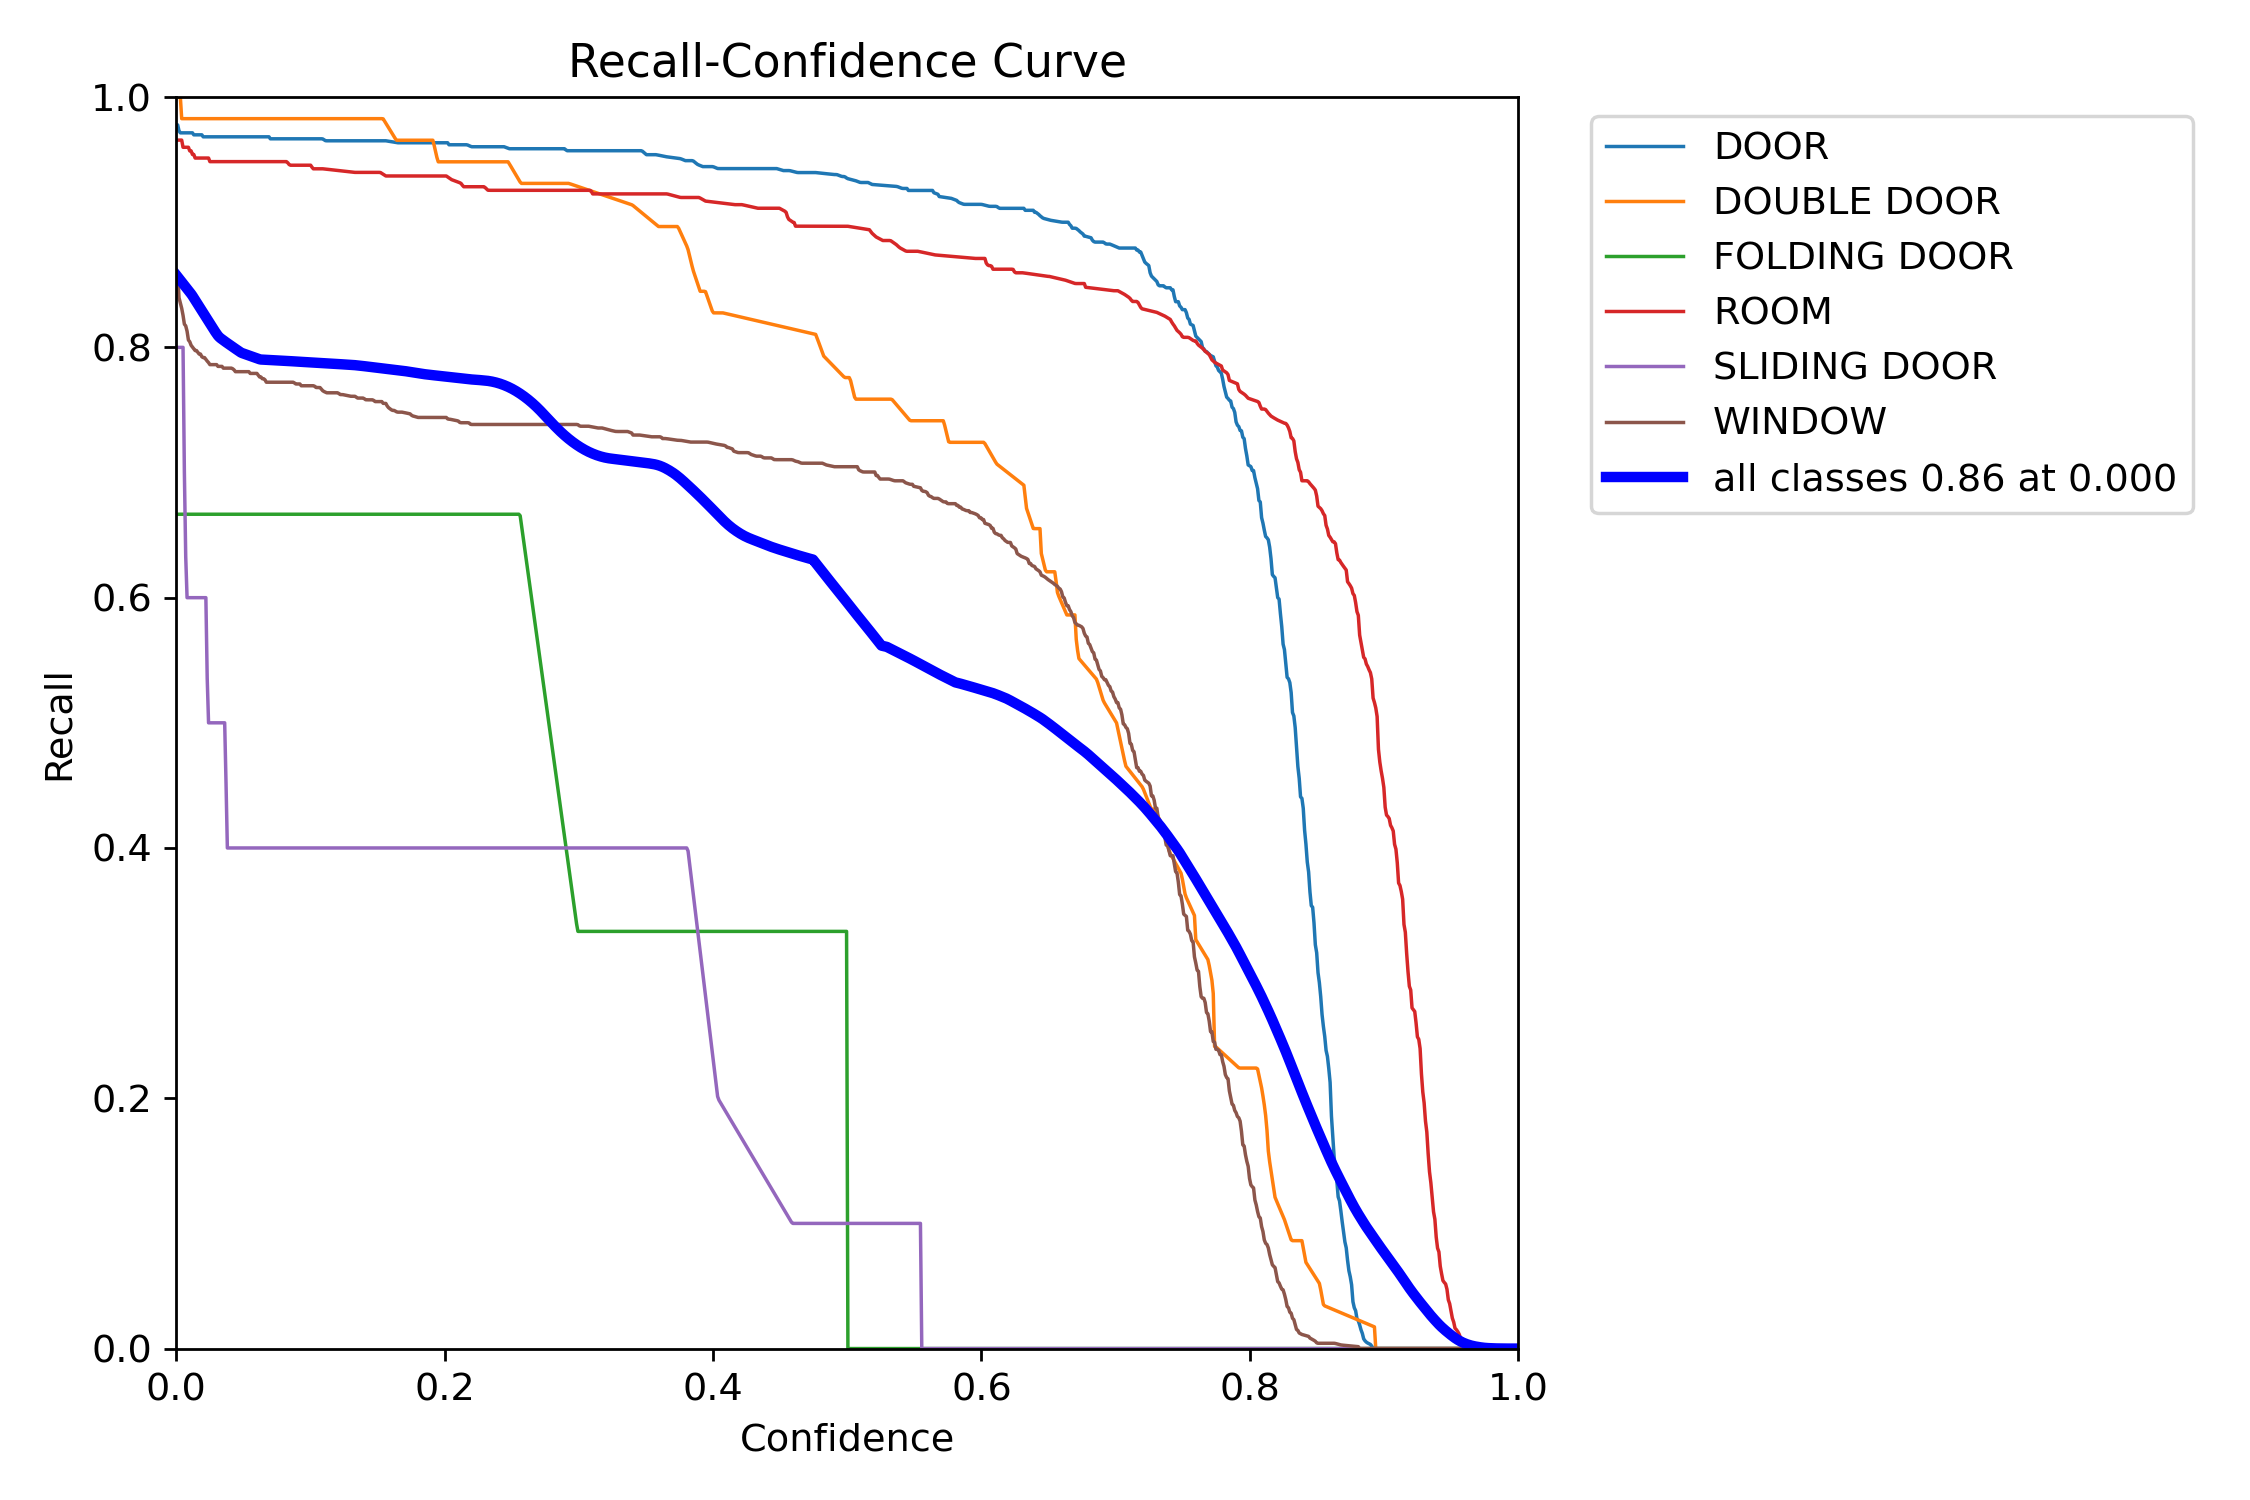 Recall-Confidence Curve
1.0
0.8
0.6
0.4
0.2
0.0
Recall
0.0 0.2 0.4 0.6 0.8 1.0
Confidence
DOOR
DOUBLE DOOR
FOLDING DOOR
ROOM
SLIDING DOOR
WINDOW
all classes 0.86 at 0.000